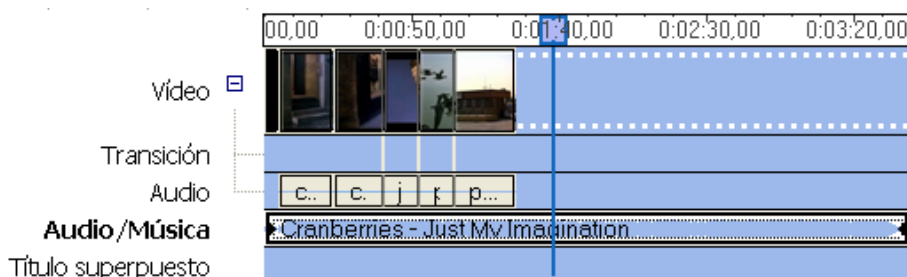 00,00 0:00:50,00 0:01:40,00 0:02:30,00 0:03:20,00
Vídeo
Transición
Audio c.. c. j r p...
Audio/Música Cranberries - Just My Imagination
Título superpuesto